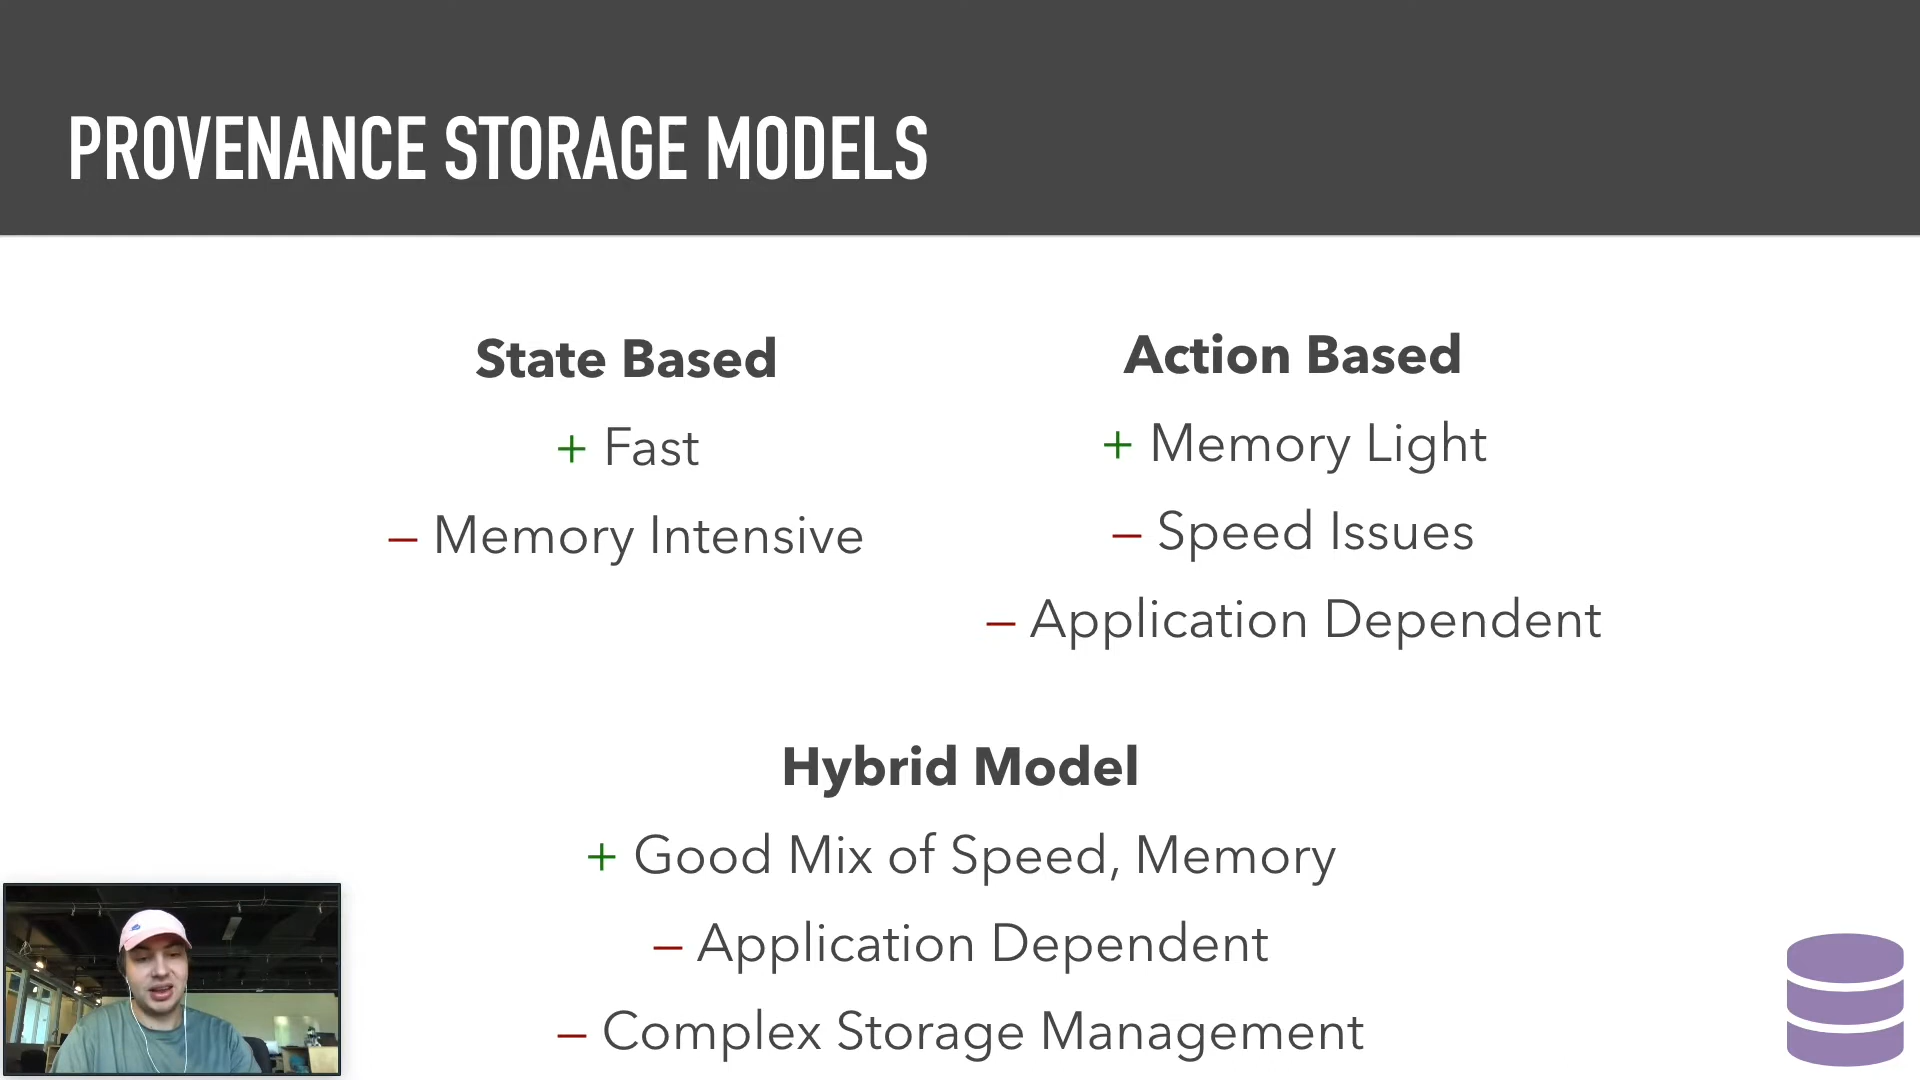 PROVENANCE STORAGE MODELS
State Based
+ Fast
– Memory Intensive
Action Based
+ Memory Light
– Speed Issues
– Application Dependent
Hybrid Model
+ Good Mix of Speed, Memory
– Application Dependent
– Complex Storage Management